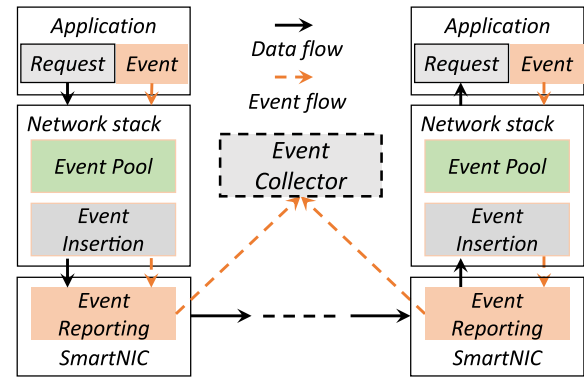 Application
Request
Event
Network stack
Event Pool
Event
Insertion
Event
Reporting
SmartNIC
Data flow
Event flow
Event
Collector
Application
Request
Event
Network stack
Event Pool
Event
Insertion
Event
Reporting
SmartNIC